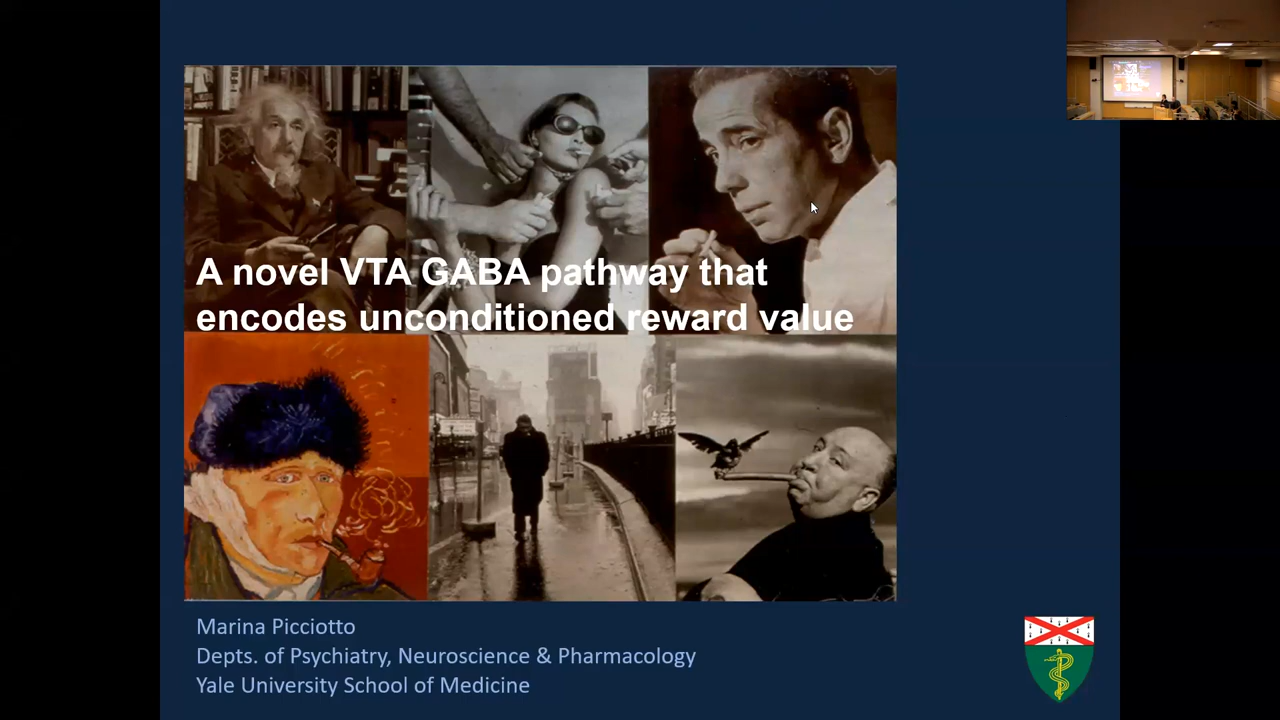 A novel VTA GABA pathway that
encodes unconditioned reward value
Marina Picciotto
Depts. of Psychiatry, Neuroscience & Pharmacology
Yale University School of Medicine